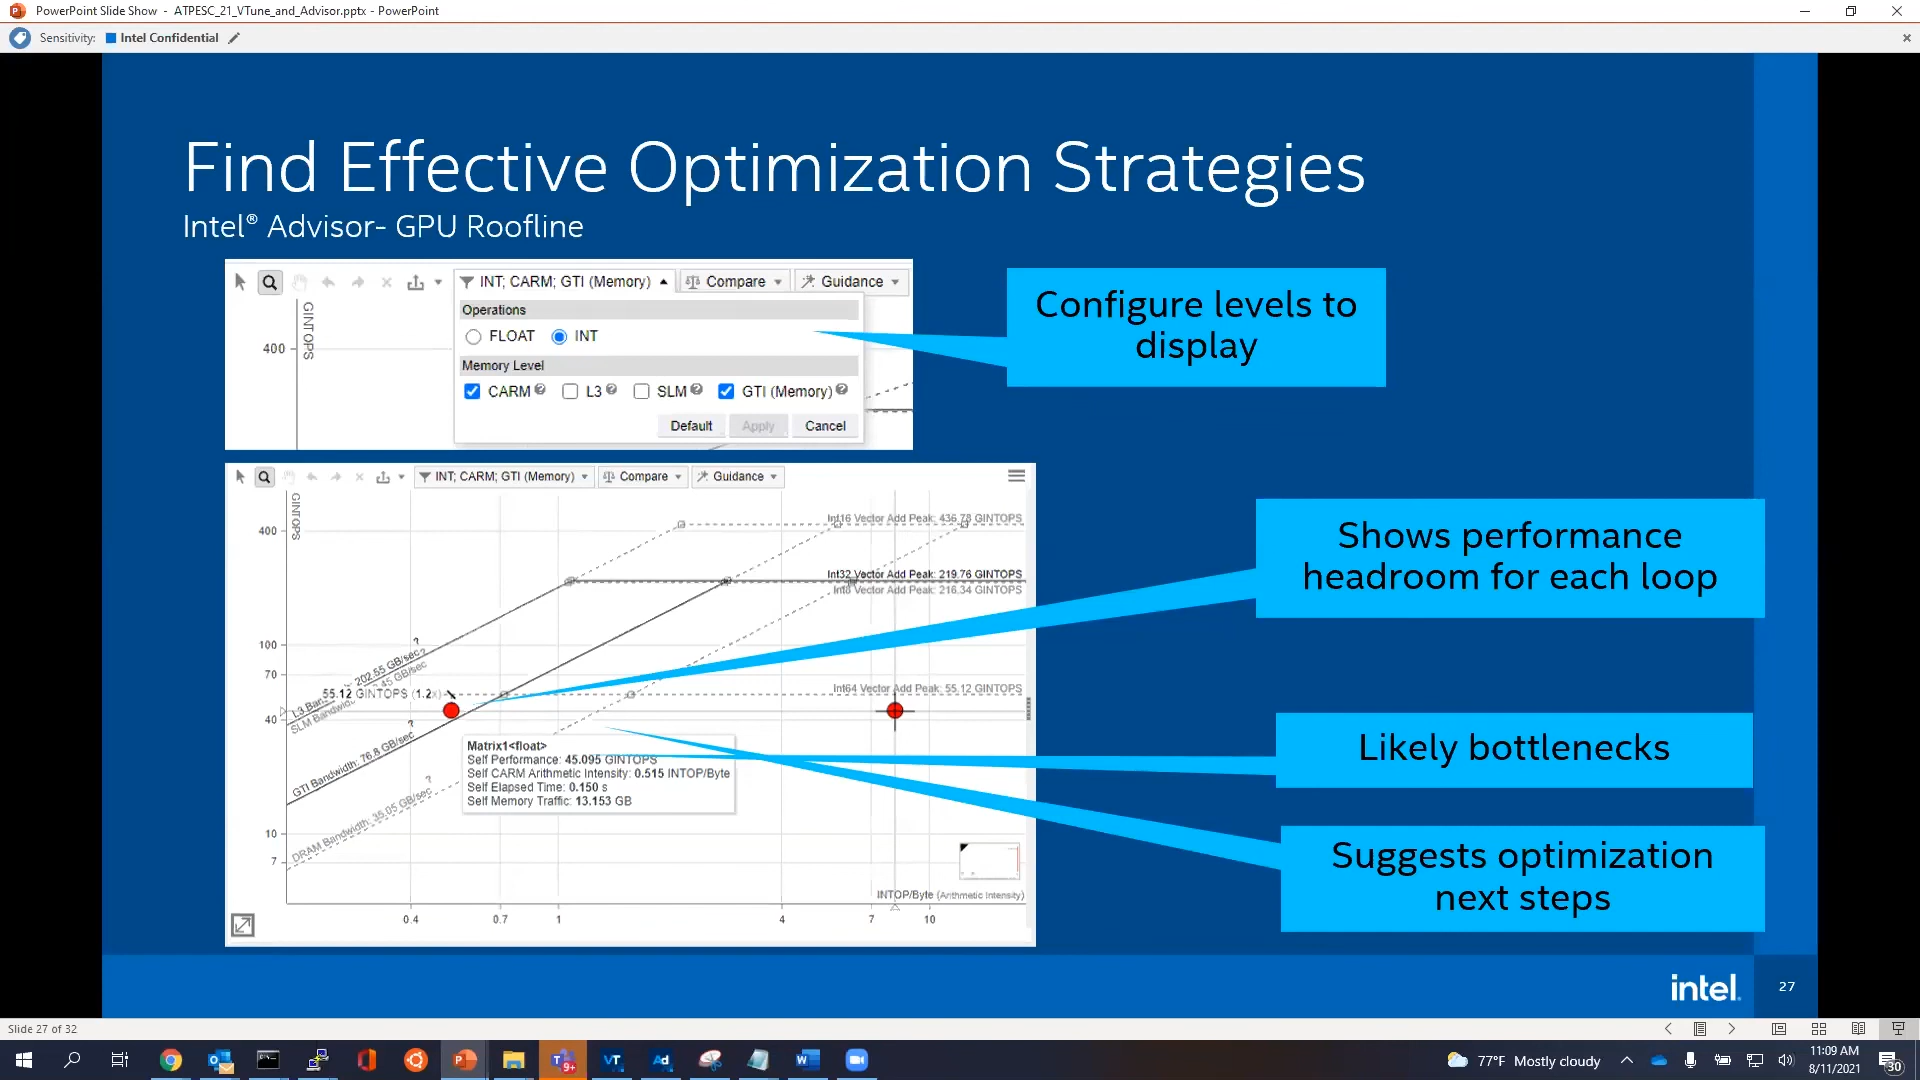 PowerPoint Slide Show - ATPESC_21_VTune_and_Advisor.pptx - PowerPoint
Sensitivity: Intel Confidential
Find Effective Optimization Strategies
Intel® Advisor- GPU Roofline
INT; CARM; GTI (Memory) Compare Guidance
GINTOPS
400
Operations
FLOAT INT
Memory Level
CARM L3 SLM GTI (Memory)
Default Apply Cancel
Configure levels to
display
INT; CARM; GTI (Memory) Compare Guidance
GINTOPS
400
100
70
40
10
7
Int16 Vector Add Peak: 436.78 GINTOPS
Int32 Vector Add Peak: 219.76 GINTOPS
Int8 Vector Add Peak: 216.34 GINTOPS
Int64 Vector Add Peak: 55.12 GINTOPS
202.55 GB/sec
SLM
55.12 GINTOPS (1.2x)
GTI Bandwidth: 76.8 GB/sec
DRAM Bandwidth: 35.05 GB/sec
Matrix1<float>
Self Performance: 45.095 GINTOPS
Self CARM Arithmetic Intensity: 0.515 INTOP/Byte
Self Elapsed Time: 0.150 s
Self Memory Traffic: 13.153 GB
INTOP/Byte (Arithmetic Intensity)
0.4 0.7 1 4 7 10
Shows performance
headroom for each loop
Likely bottlenecks
Suggests optimization
next steps
intel.
27
Slide 27 of 32
9+
VT
Ad
77°F Mostly cloudy
11:09 AM
8/11/2021
30